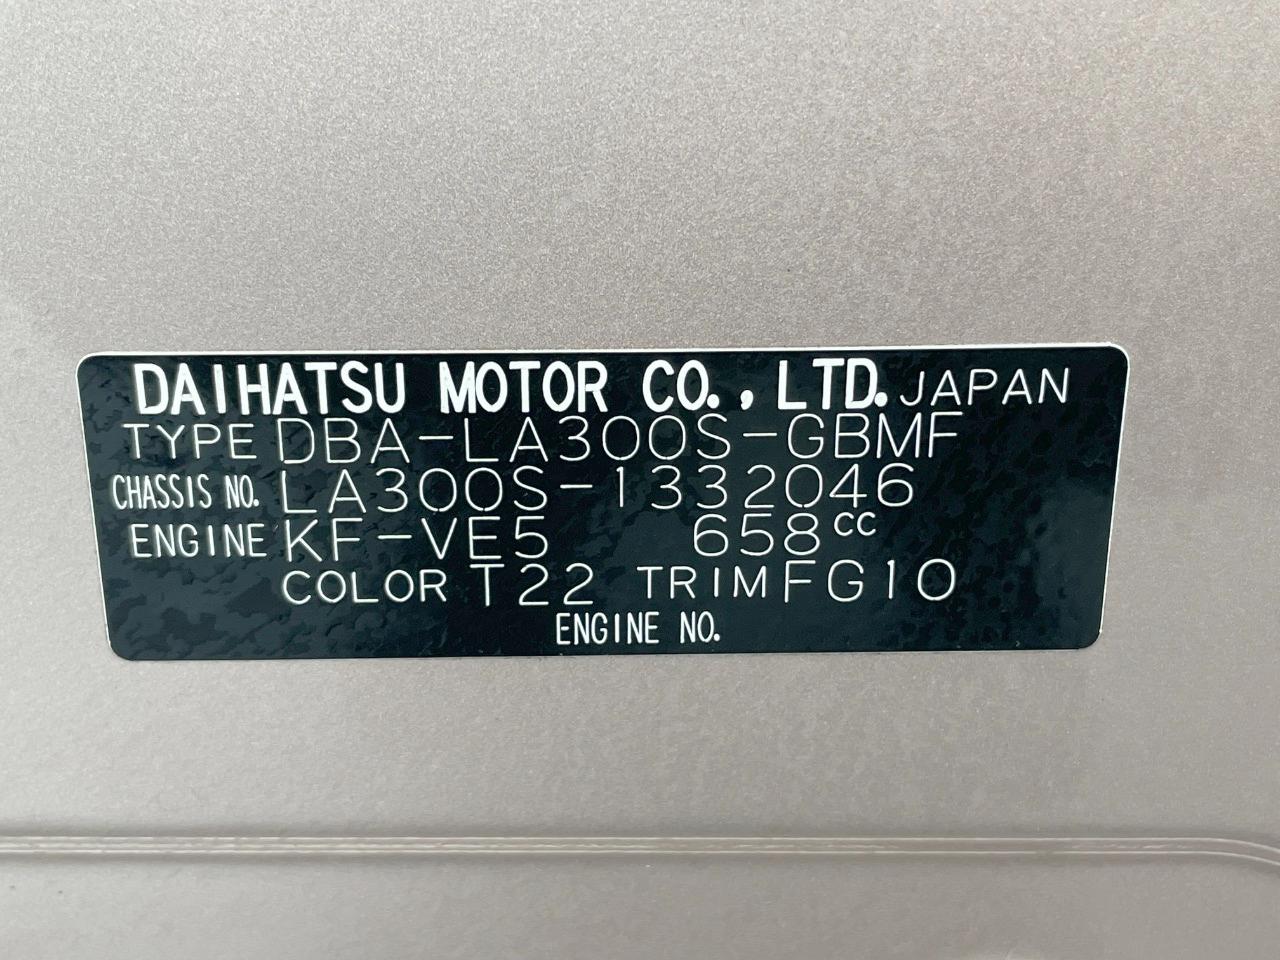 DAIHATSU MOTOR CO., LTD. JAPAN
TYPE DBA-LA300S-GBMF
CHASSIS NO. LA300S-1332046
ENGINE KF-VE5 658cc
COLOR T22 TRIM FG10
ENGINE NO.